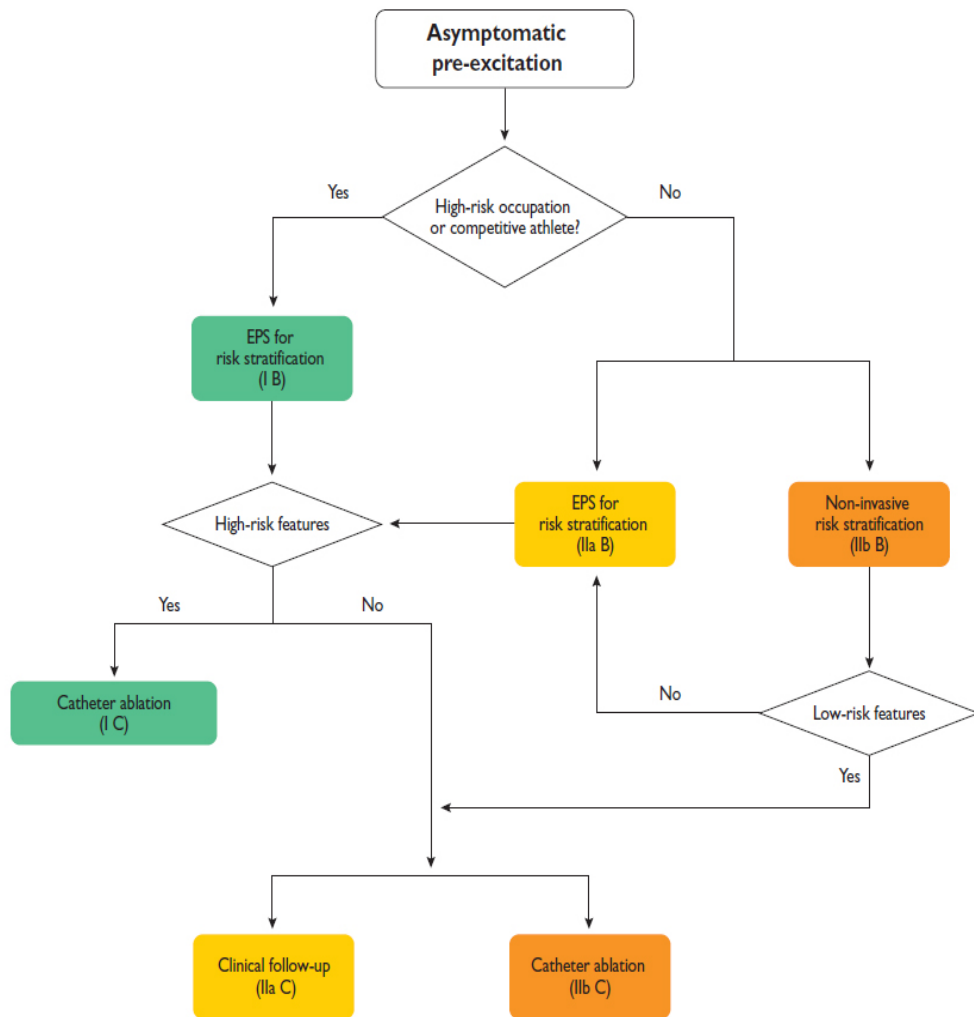 Asymptomatic
pre-excitation
Yes
No
High-risk occupation
or competitive athlete?
EPS for
risk stratification
(I B)
High-risk features
EPS for
risk stratification
(IIa B)
Non-invasive
risk stratification
(IIb B)
Yes
No
Catheter ablation
(I C)
No
Low-risk features
Yes
Clinical follow-up
(IIa C)
Catheter ablation
(IIb C)